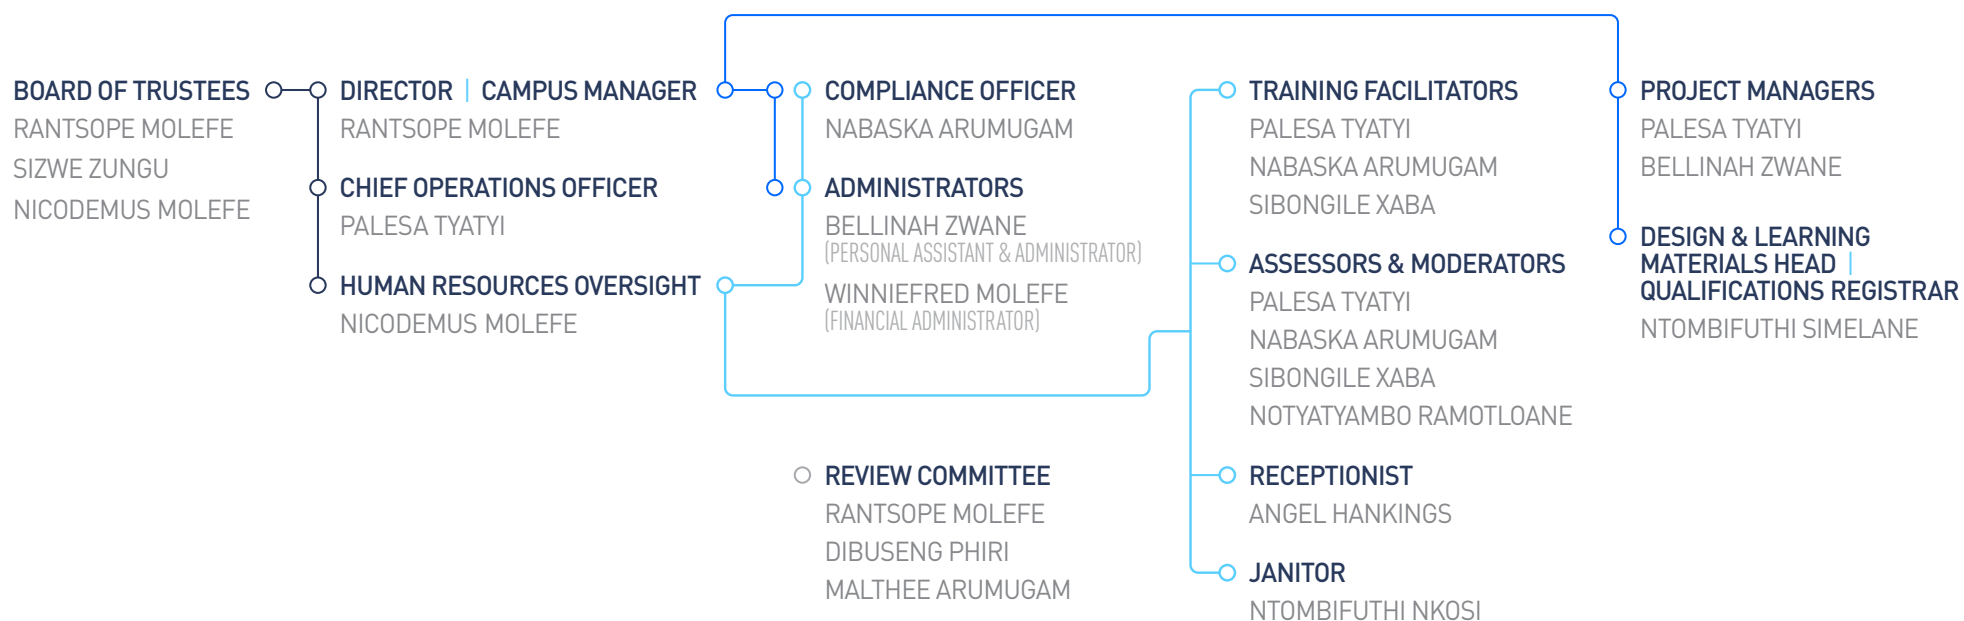 BOARD OF TRUSTEES
RANTSOPE MOLEFE
SIZWE ZUNGU
NICODEMUS MOLEFE
DIRECTOR | CAMPUS MANAGER
RANTSOPE MOLEFE
CHIEF OPERATIONS OFFICER
PALESA TYATYI
HUMAN RESOURCES OVERSIGHT
NICODEMUS MOLEFE
COMPLIANCE OFFICER
NABASKA ARUMUGAM
ADMINISTRATORS
BELLINAH ZWANE
(PERSONAL ASSISTANT & ADMINISTRATOR)
WINNIEFRED MOLEFE
(FINANCIAL ADMINISTRATOR)
REVIEW COMMITTEE
RANTSOPE MOLEFE
DIBUSENG PHIRI
MALTHEE ARUMUGAM
TRAINING FACILITATORS
PALESA TYATYI
NABASKA ARUMUGAM
SIBONGILE XABA
ASSESSORS & MODERATORS
PALESA TYATYI
NABASKA ARUMUGAM
SIBONGILE XABA
NOTYATYAMBO RAMOTLOANE
RECEPTIONIST
ANGEL HANKINGS
JANITOR
NTOMBIFUTHI NKOSI
PROJECT MANAGERS
PALESA TYATYI
BELLINAH ZWANE
DESIGN & LEARNING
MATERIALS HEAD |
QUALIFICATIONS REGISTRAR
NTOMBIFUTHI SIMELANE